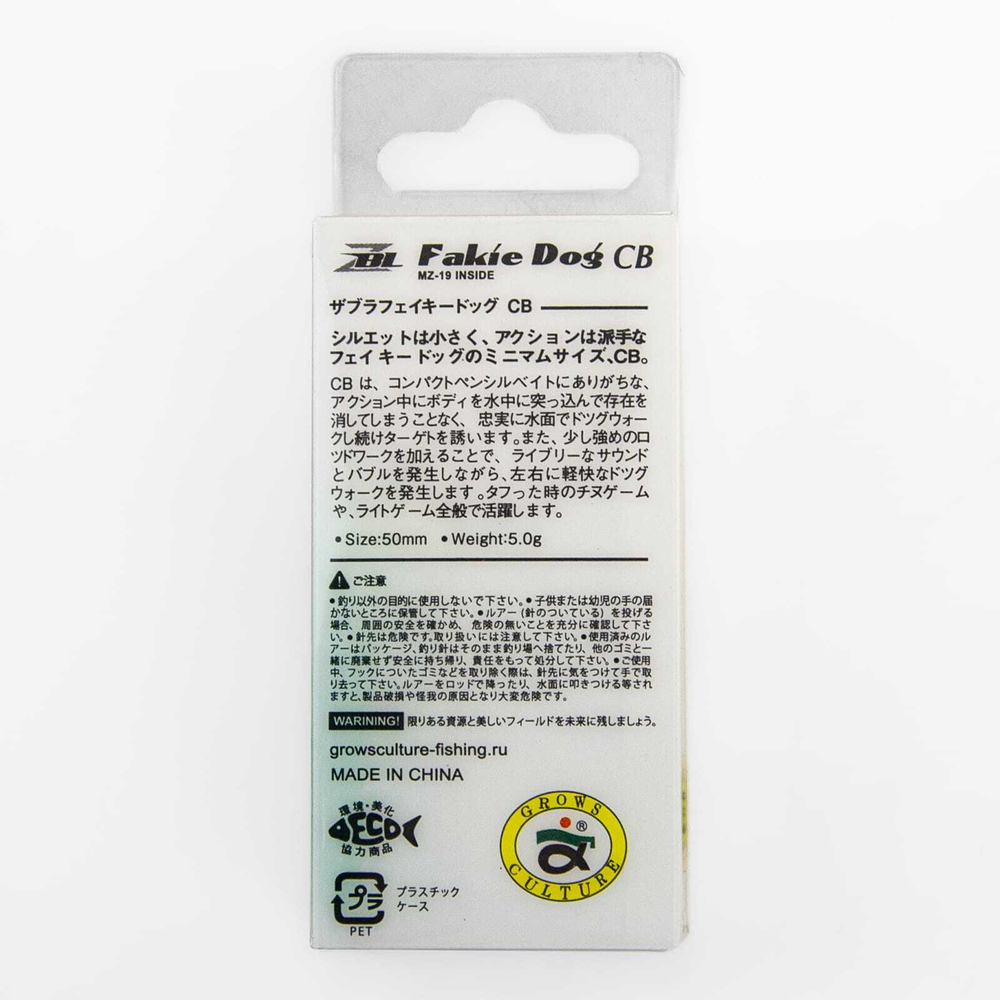 ZBL Fakie Dog CB
MZ-19 INSIDE
ザブラフェイキードッグ CB
シルエットは小さく、アクションは派手な
フェイキードッグのミニマムサイズ、CB。
CB は、コンパクトペンシルベイトにありがちな、
アクション中にボディを水中に突っ込んで存在を
消してしまうことなく、忠実に水面でドツグウォー
クし続けターゲトを誘います。また、少し強めのロ
ツドワークを加えることで、ライブリーなサウンド
とバブルを発生しながら、左右に軽快なドツグ
ウォークを発生します。タフった時のチヌゲーム
や、ライトゲーム全般で活躍します。
•Size:50mm •Weight:5.0g
ご注意
•釣り以外の目的に使用しないで下さい。•子供または幼児の手の届
かないところに保管して下さい。•ルアー(針のついている)を投げる
場合、周囲の安全を確かめ、危険の無いことを充分に確認して下さ
い。•針先は危険です。取り扱いには注意して下さい。•使用済みのル
アーはパッケージ、釣り針はそのまま釣り場へ捨てたり、他のゴミと一
緒に廃棄せず安全に持ち帰り、責任をもって処分して下さい。•ご使用
中、フックについたゴミなどを取り除く際は、針先に気をつけて手で取
り去って下さい。ルアーをロッドで降ったり、水面に叩きつける等され
ますと、製品破損や怪我の原因となり大変危険です。
WARINING! 限りある資源と美しいフィールドを未来に残しましょう。
growsculture-fishing.ru
MADE IN CHINA
環境・美化
ECO
協力商品
GROWS
®
CULTURE
プラ
プラスチック
ケース
PET